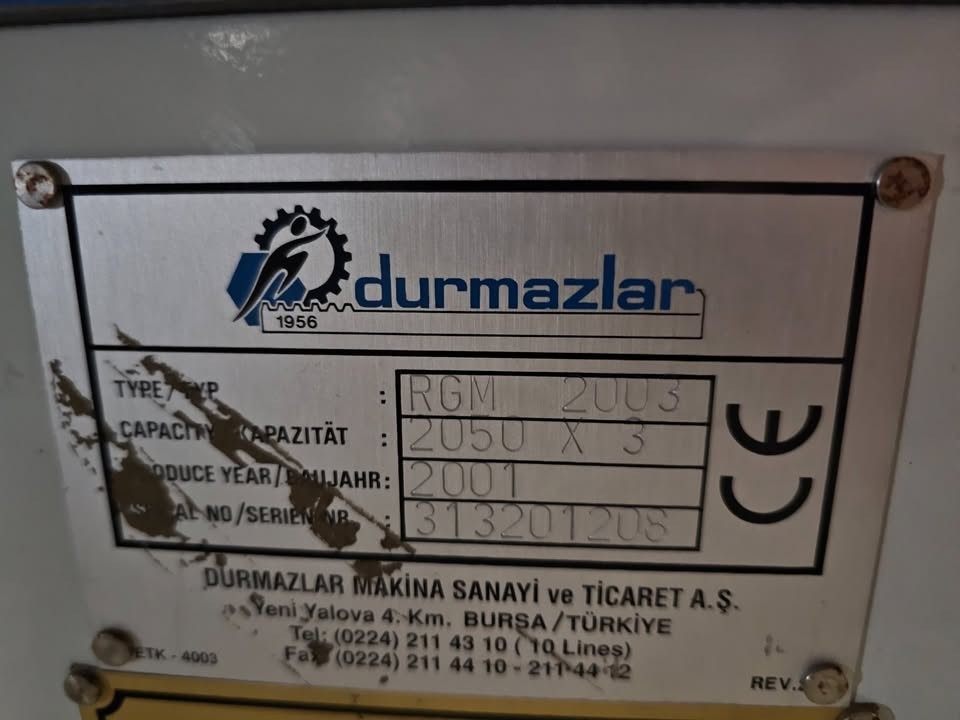 durmazlar
1956
TYPE/TYP : RGM 2003
CAPACITY KAPAZITÄT : 2050 X 3
PRODUCE YEAR/BAUJAHR: 2001
SERIAL NO/SERIEN NR : 313201208
CE
DURMAZLAR MAKİNA SANAYİ ve TİCARET A.Ş.
Yeni Yalova 4. Km. BURSA/TÜRKİYE
Tel: (0224) 211 43 10 ( 10 Lineş)
Fax (0224) 211 44 10 - 211 44 12
ETK - 4003
REV.